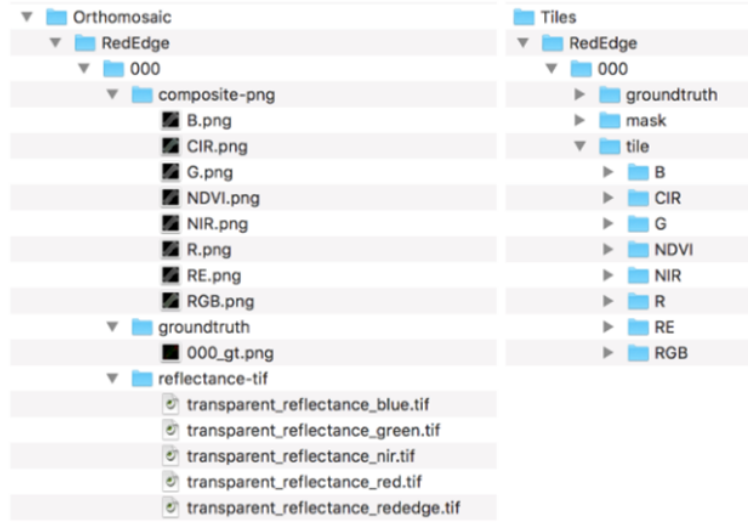 Orthomosaic
RedEdge
000
composite-png
B.png
CIR.png
G.png
NDVI.png
NIR.png
R.png
RE.png
RGB.png
groundtruth
000_gt.png
reflectance-tif
transparent_reflectance_blue.tif
transparent_reflectance_green.tif
transparent_reflectance_nir.tif
transparent_reflectance_red.tif
transparent_reflectance_rededge.tif
Tiles
RedEdge
000
groundtruth
mask
tile
B
CIR
G
NDVI
NIR
R
RE
RGB